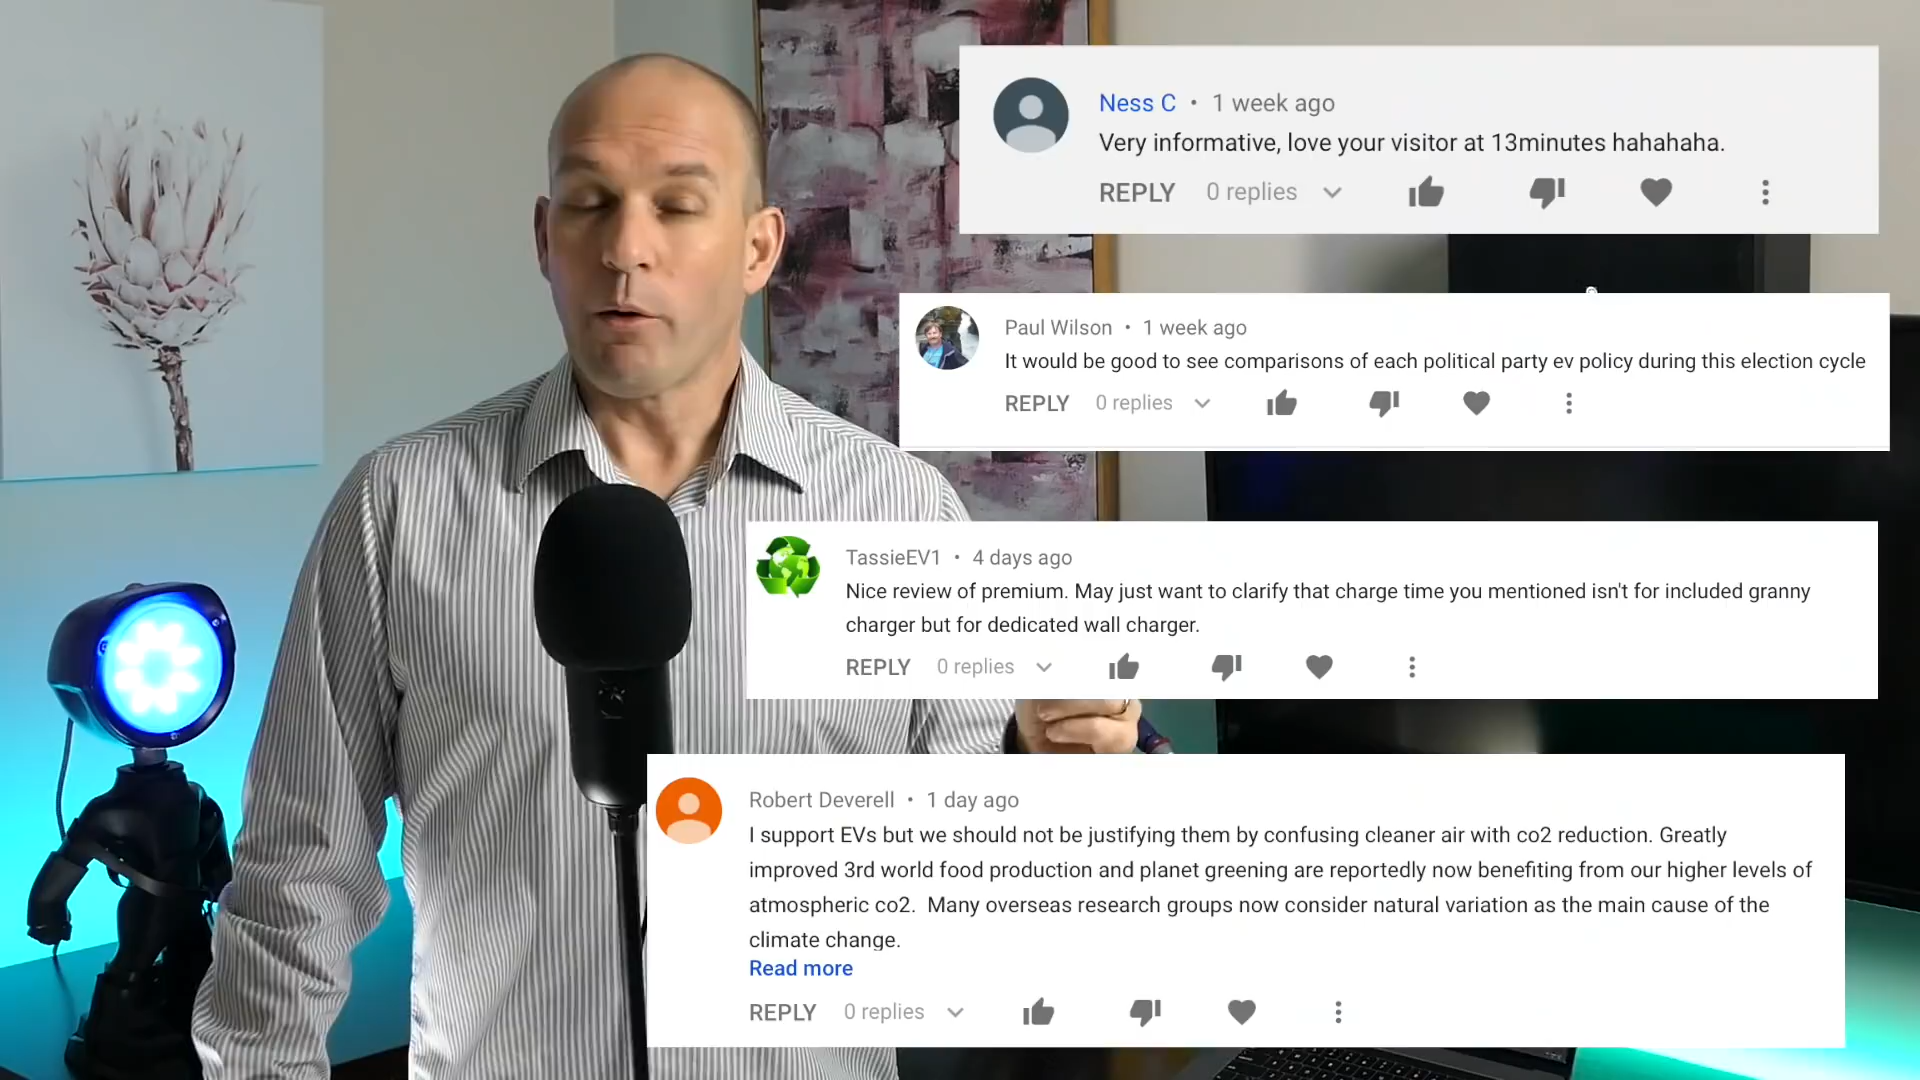 Ness C • 1 week ago
Very informative, love your visitor at 13minutes hahahaha.
REPLY 0 replies
Paul Wilson • 1 week ago
It would be good to see comparisons of each political party ev policy during this election cycle
REPLY 0 replies
TassieEV1 • 4 days ago
Nice review of premium. May just want to clarify that charge time you mentioned isn't for included granny
charger but for dedicated wall charger.
REPLY 0 replies
Robert Deverell • 1 day ago
I support EVs but we should not be justifying them by confusing cleaner air with co2 reduction. Greatly
improved 3rd world food production and planet greening are reportedly now benefiting from our higher levels of
atmospheric co2. Many overseas research groups now consider natural variation as the main cause of the
climate change.
Read more
REPLY 0 replies